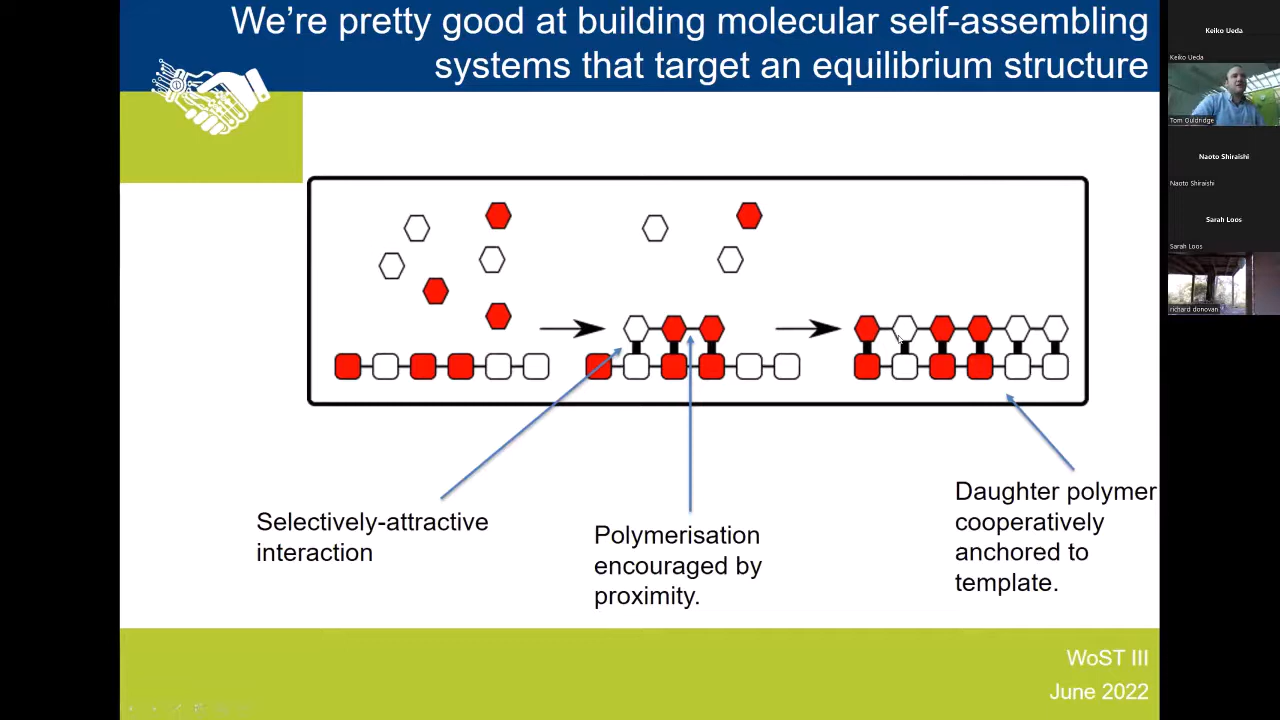 We’re pretty good at building molecular self-assembling
systems that target an equilibrium structure
Selectively-attractive
interaction
Polymerisation
encouraged by
proximity.
Daughter polymer
cooperatively
anchored to
template.
WoST III
June 2022
Keiko Ueda
Keiko Ueda
Tom Ouldridge
Naoto Shiraishi
Naoto Shiraishi
Sarah Loos
Sarah Loos
richard donovan